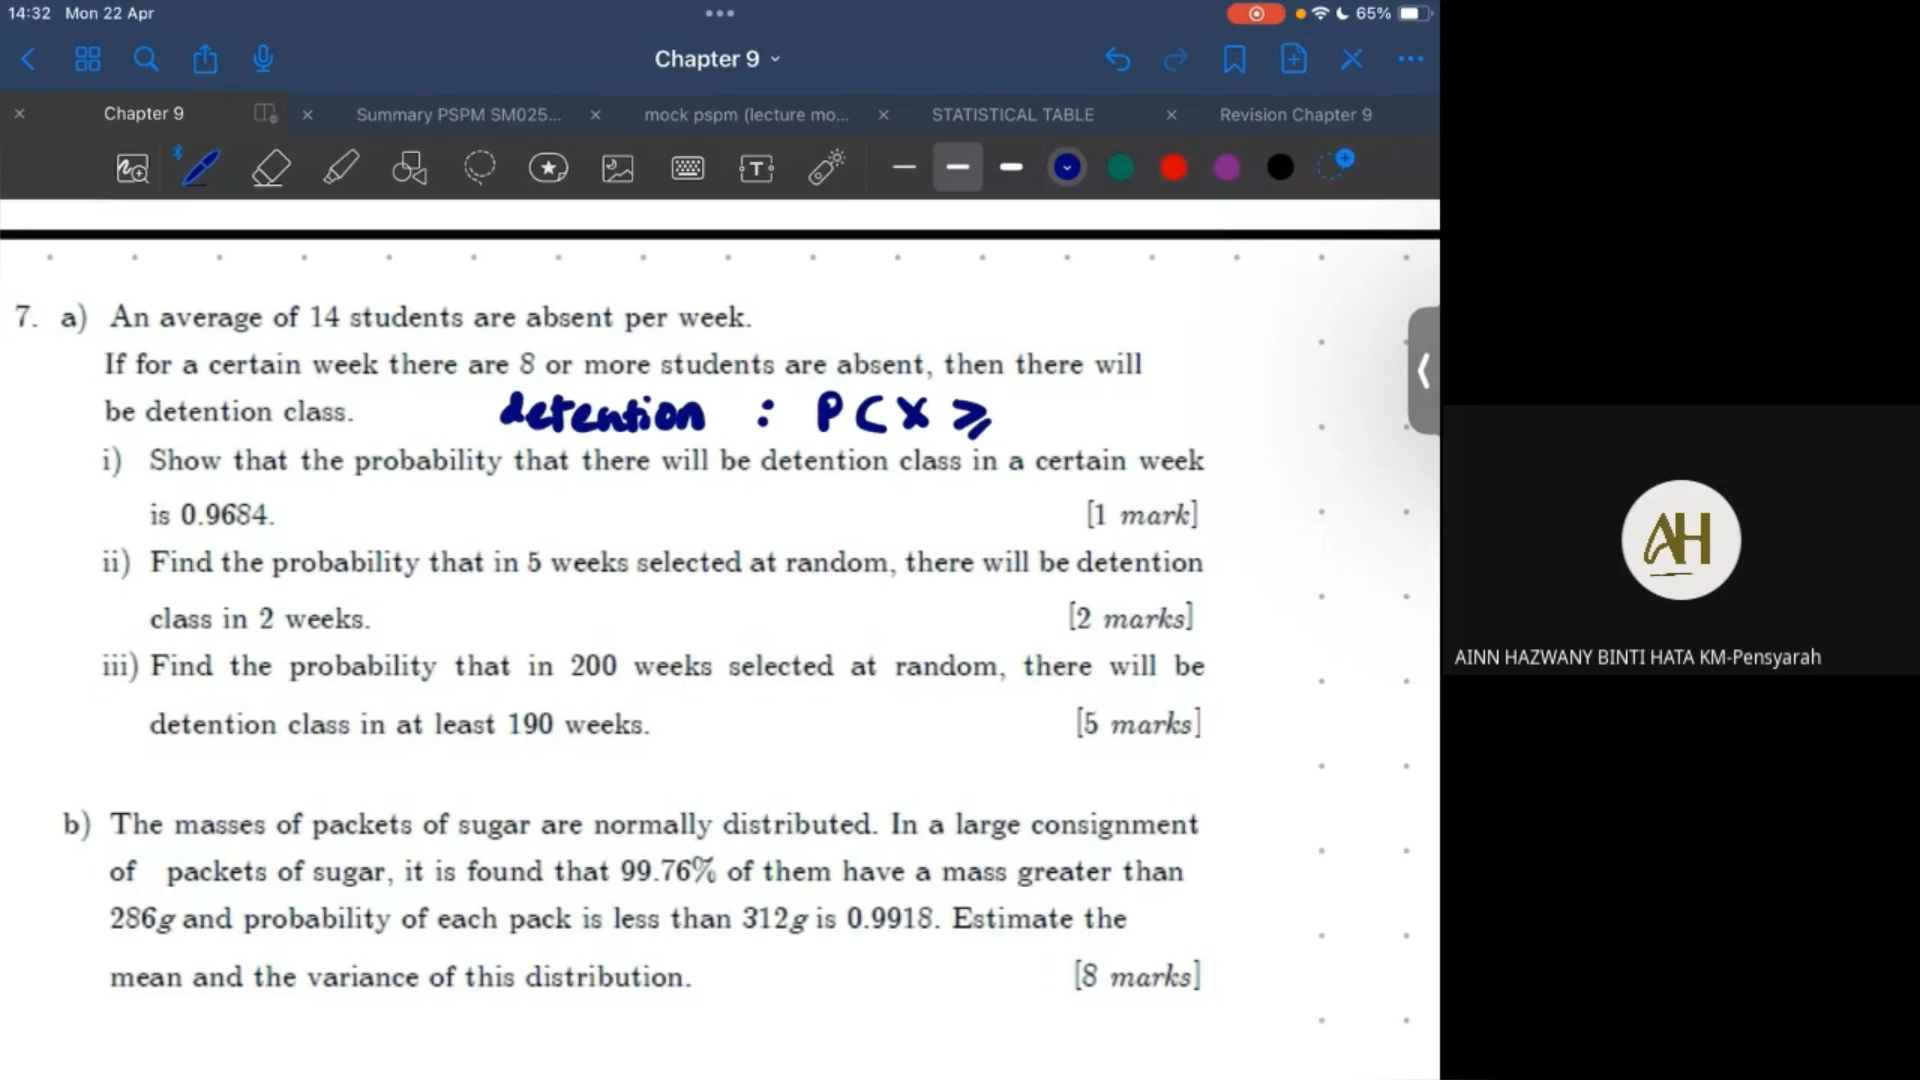 14:32 Mon 22 Apr
65%
Chapter 9
Chapter 9
Summary PSPM SM025...
mock pspm (lecture mo...
STATISTICAL TABLE
Revision Chapter 9
T
7. a) An average of 14 students are absent per week.
If for a certain week there are 8 or more students are absent, then there will
be detention class.
detention : P(X ≥
i) Show that the probability that there will be detention class in a certain week
is 0.9684. [1 mark]
ii) Find the probability that in 5 weeks selected at random, there will be detention
class in 2 weeks. [2 marks]
iii) Find the probability that in 200 weeks selected at random, there will be
detention class in at least 190 weeks. [5 marks]
b) The masses of packets of sugar are normally distributed. In a large consignment
of packets of sugar, it is found that 99.76% of them have a mass greater than
286g and probability of each pack is less than 312g is 0.9918. Estimate the
mean and the variance of this distribution. [8 marks]
AH
AINN HAZWANY BINTI HATA KM-Pensyarah